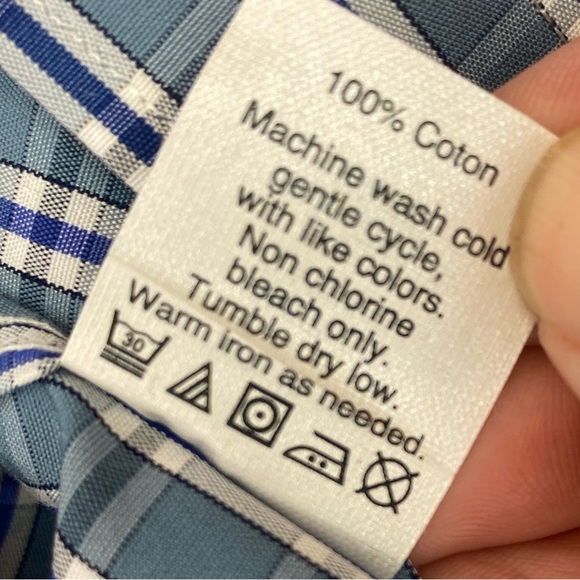 100% Coton
Machine wash cold
gentle cycle,
with like colors.
Non chlorine
bleach only.
Tumble dry low.
Warm iron as needed.
30